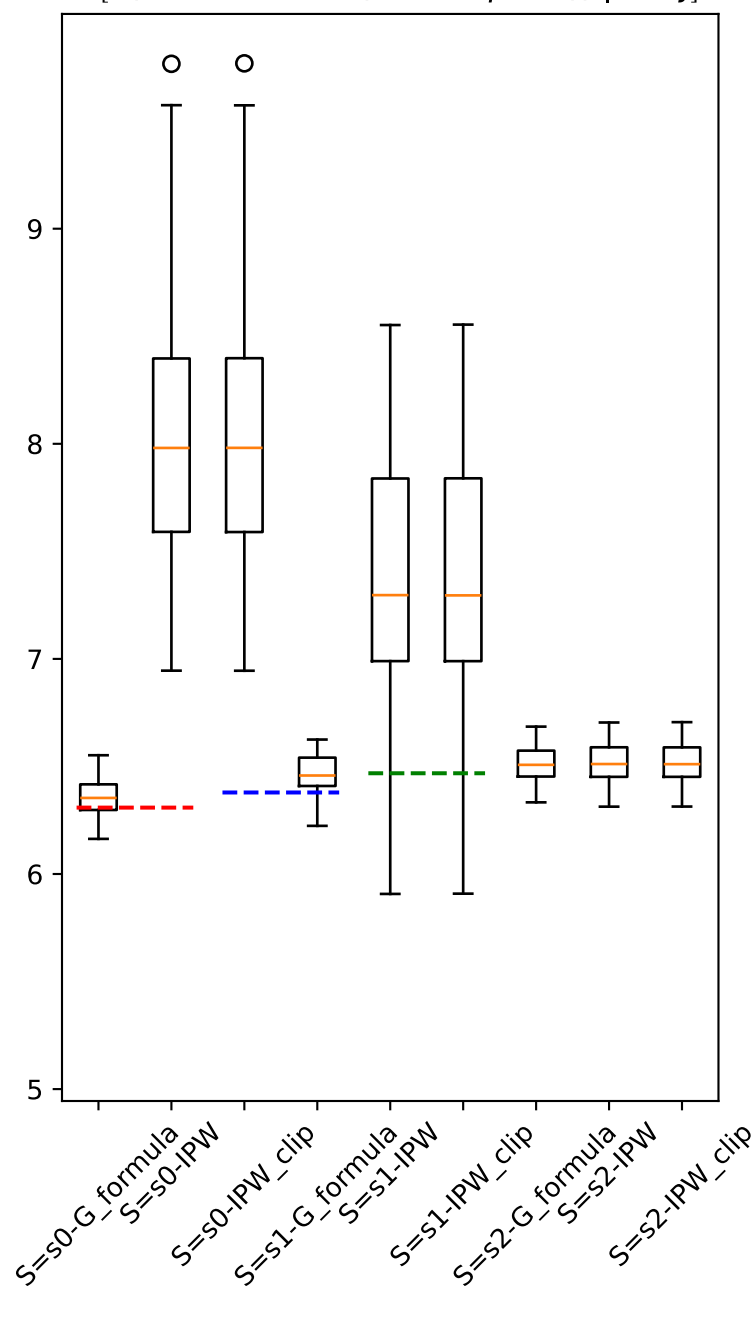 9
8
7
6
5
S=s0-G_formula
S=s0-IPW
S=s0-IPW_clip
S=s1-G_formula
S=s1-IPW
S=s1-IPW_clip
S=s2-G_formula
S=s2-IPW
S=s2-IPW_clip